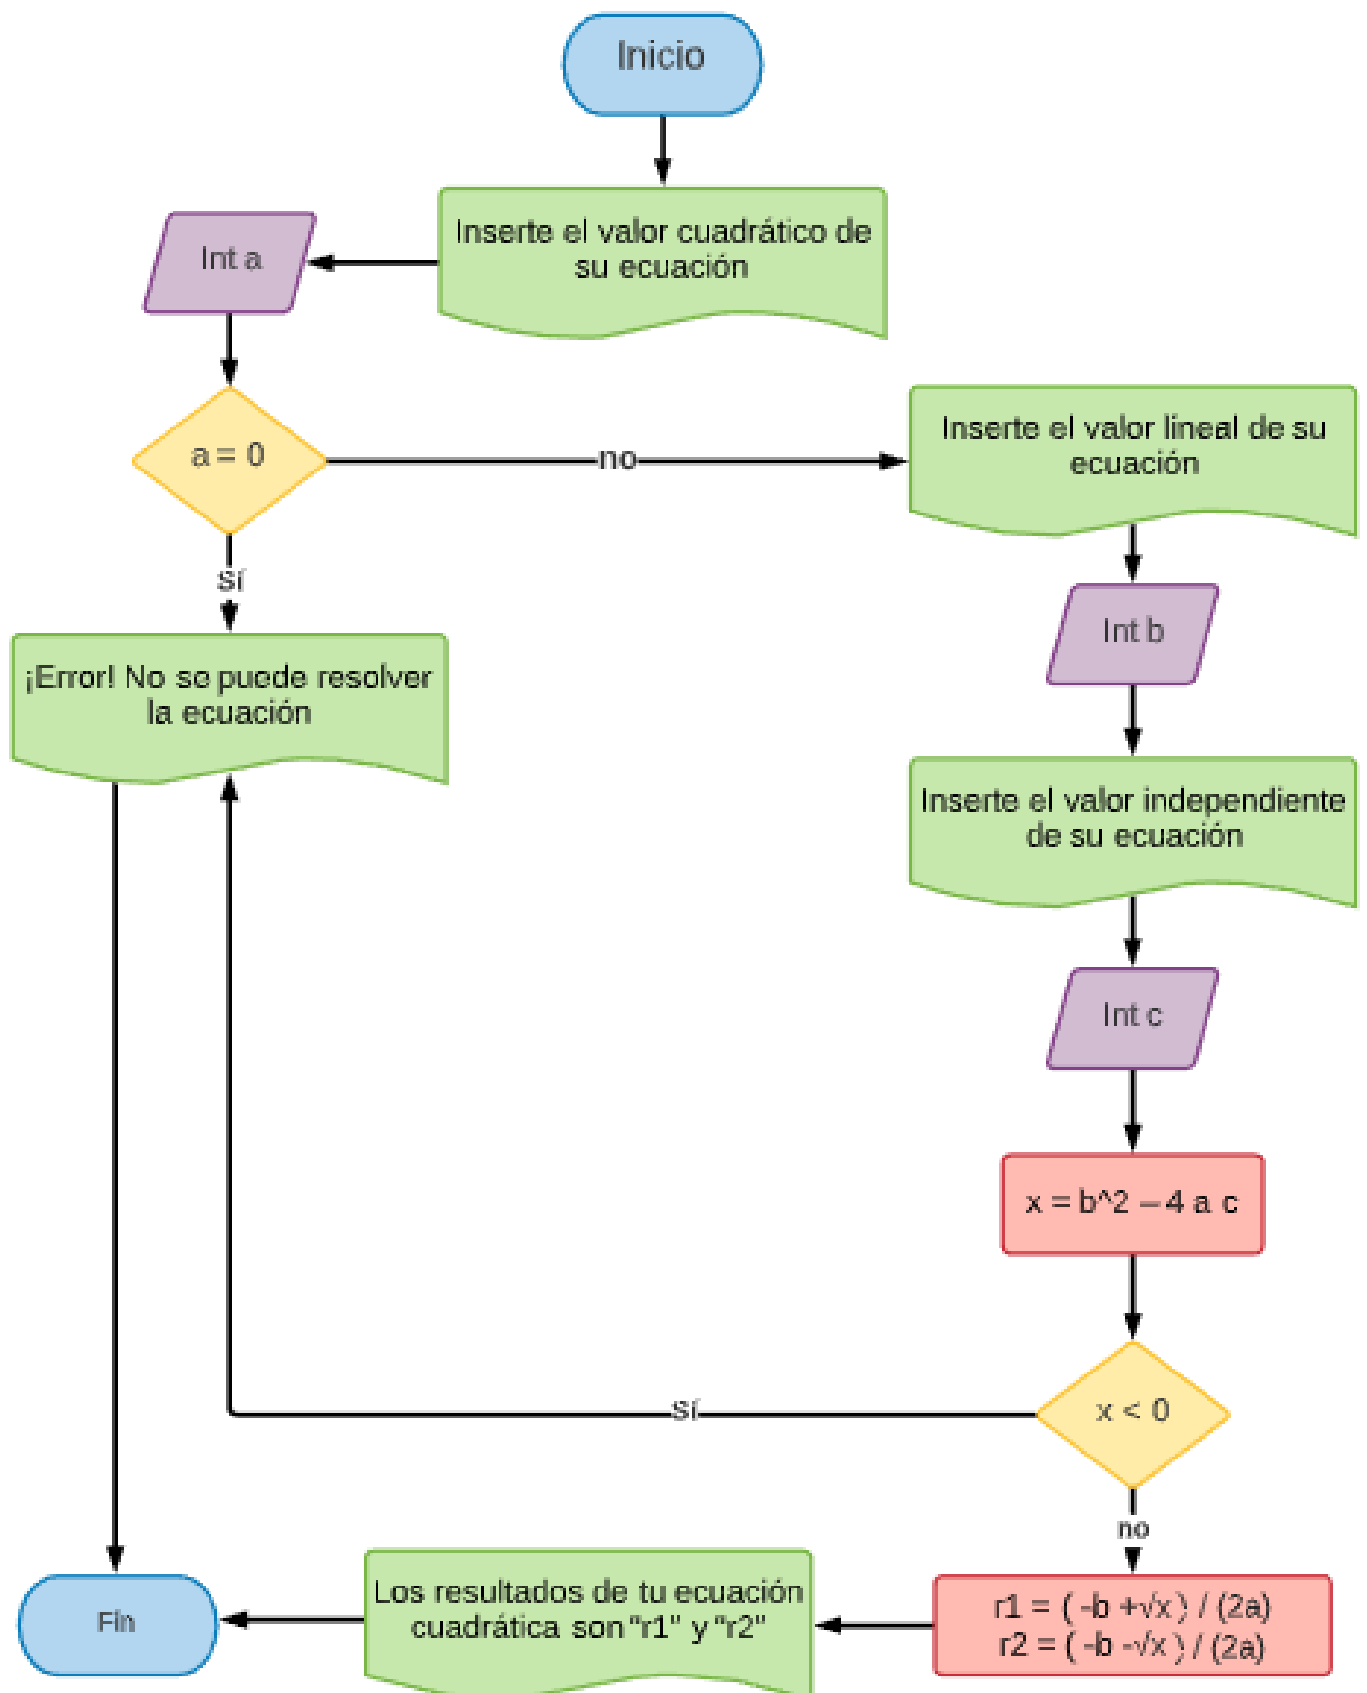 Inicio
Inserte el valor cuadrático de
su ecuación
Int a
a = 0
no
Inserte el valor lineal de su
ecuación
Sí
Int b
¡Error! No se puede resolver
la ecuación
Inserte el valor independiente
de su ecuación
Int c
x = b^2 – 4 a c
x < 0
Sí
no
r1 = ( -b +√x ) / (2a)
r2 = ( -b -√x ) / (2a)
Los resultados de tu ecuación
cuadrática son "r1" y "r2"
Fin